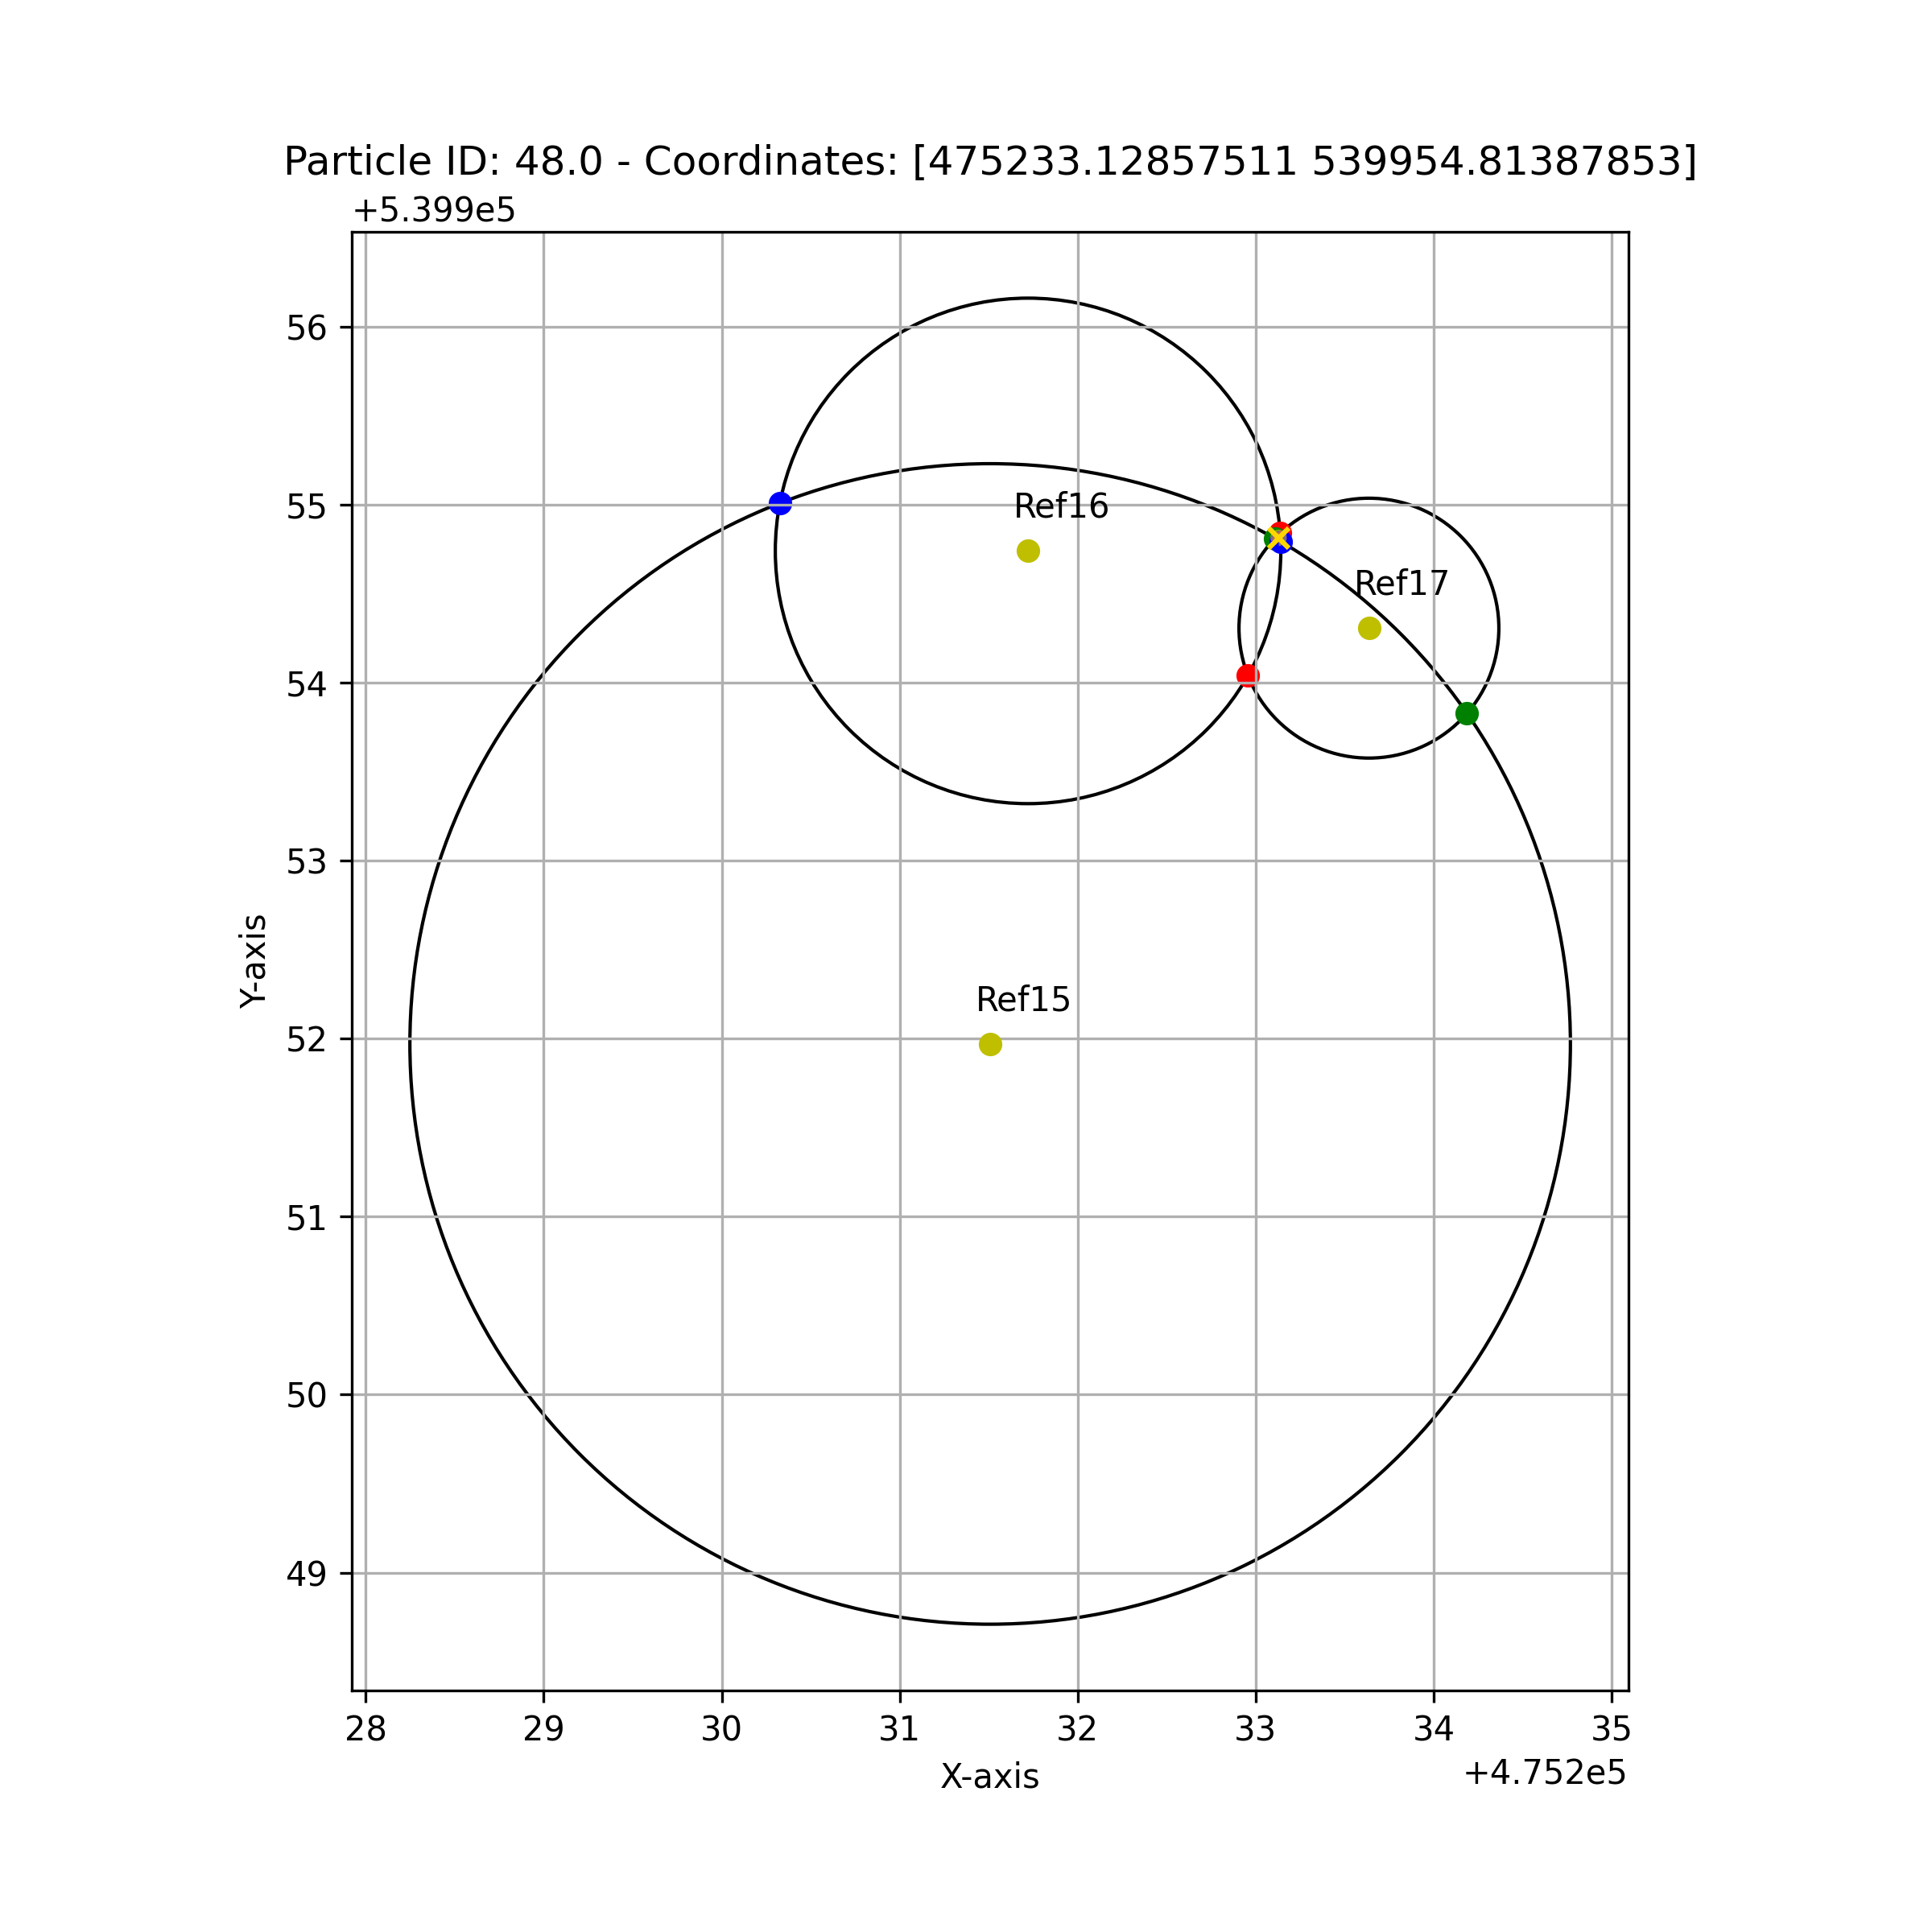 Particle ID: 48.0 - Coordinates: [475233.12857511 539954.81387853]
+5.399e5
56
55
54
53
52
51
50
49
Y-axis
Ref16
Ref17
Ref15
28 29 30 31 32 33 34 35
X-axis
+4.752e5